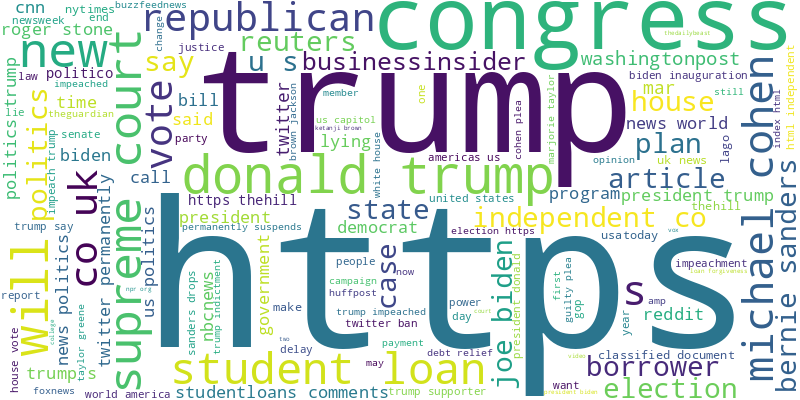 buzzfeednews
cnn
nytimes
end
newsweek
roger stone
republican
congress
thedailybeast
new
change
justice
reuters
say
u s
businessinsider
washingtonpost
law
politico
impeached
trump
biden inauguration
lie
theguardian
time
bill
said
twitter
member
one
mar
still
politics trump
politics
supreme court
vote
house
michael cohen
index html
html independent
senate
party
brown jackson
us capitol
ketanji brown
cohen plea
marjorie taylor
news world
impeach trump
biden
lying
plan
opinion
lago
call
white house
americas us
uk news
donald trump
article
co uk
https thehill
united states
program
president trump
bernie sanders
twitter permanently
president
state
independent co
thehill
trump say
permanently suspends
democrat
election https
usatoday
vox
will
news politics
us politics
https
government
people
case
joe biden
president donald
first
guilty plea
gop
impeachment
loan forgiveness
sanders drops
nbcnews
trump indictment
campaign
now
huffpost
power
s
amp
report
npr org
make
trump impeached
day
year
reddit
taylor greene
college
twitter ban
court
house vote
two
delay
payment
debt relief
classified document
video
student loan
may
borrower
trump s
want
foxnews
world america
studentloans comments
trump supporter
president biden
election